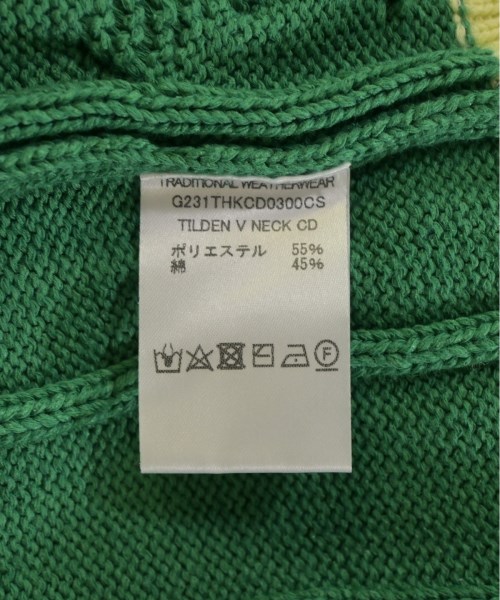 TRADITIONAL WEATHERWEAR
G231THKCD0300CS
TILDEN V NECK CD
ポリエステル 55%
綿 45%
F